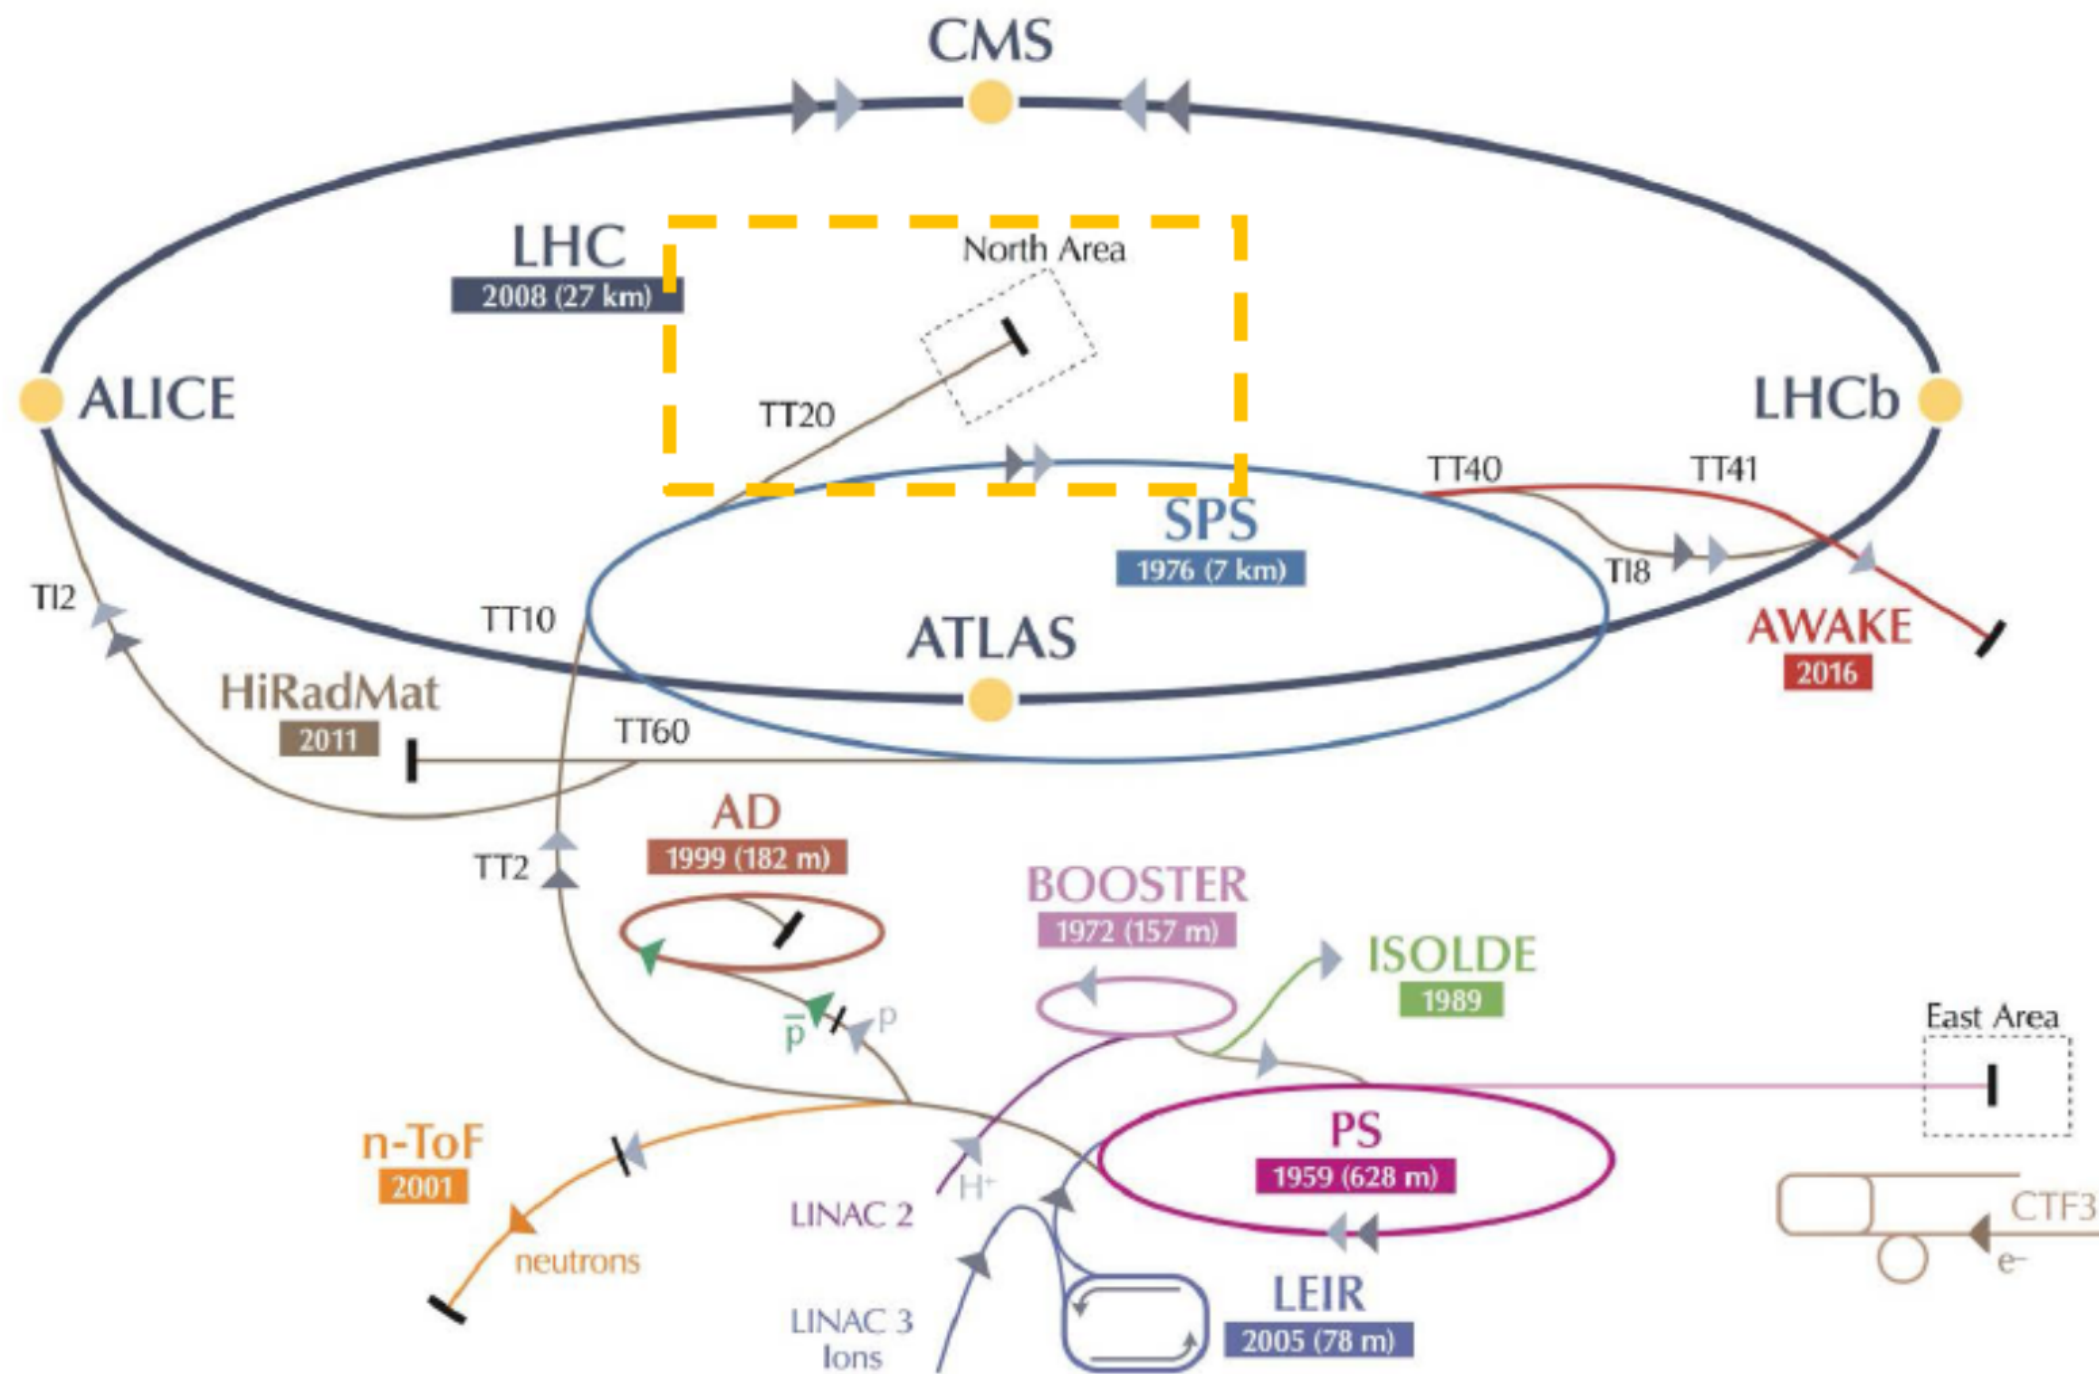 CMS
North Area
LHC
2008 (27 km)
ALICE
TT20
LHCb
TT40
TT41
SPS
1976 (7 km)
TI8
TI2
TT10
ATLAS
AWAKE
2016
HiRadMat
2011
TT60
AD
1999 (182 m)
TT2
BOOSTER
1972 (157 m)
ISOLDE
1989
p̄
p
East Area
n-ToF
2001
PS
1959 (628 m)
H⁺
LINAC 2
neutrons
CTF3
e⁻
LEIR
2005 (78 m)
LINAC 3
Ions